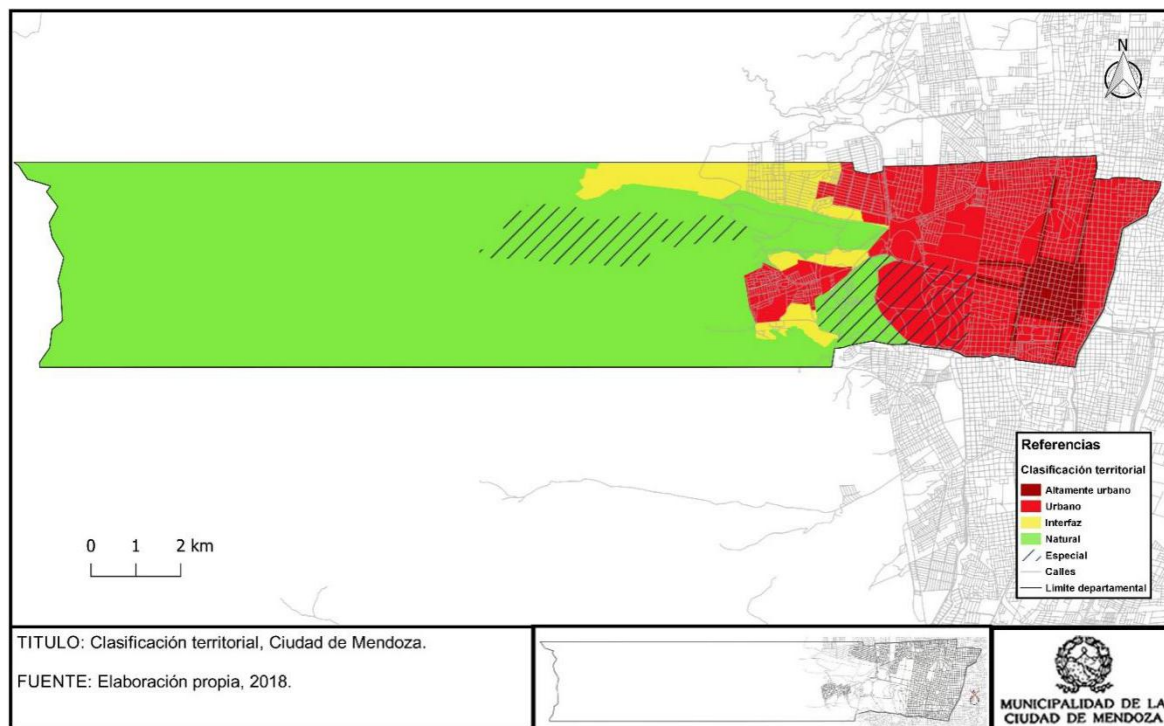 N
Referencias
Clasificación territorial
Altamente urbano
Urbano
Interfaz
Natural
Especial
Calles
Limite departamental
0 1 2 km
TITULO: Clasificación territorial, Ciudad de Mendoza.
FUENTE: Elaboración propia, 2018.
MUNICIPALIDAD DE LA
CIUDAD DE MENDOZA